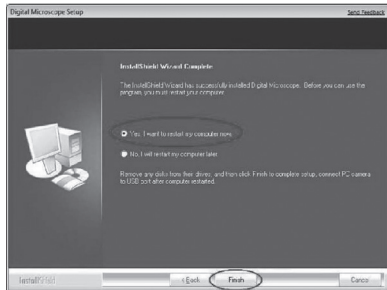 Digital Microscope Setup
Send Feedback
InstallShield Wizard Complete
The InstallShield Wizard has successfully installed Digital Microscope. Before you can use the
program, you must restart your computer.
Yes, I want to restart my computer now.
No, I will restart my computer later.
Remove any disks from their drives, and then click Finish to complete setup, connect PC camera
to USB port after computer restarted.
InstallShield
< Back
Finish
Cancel